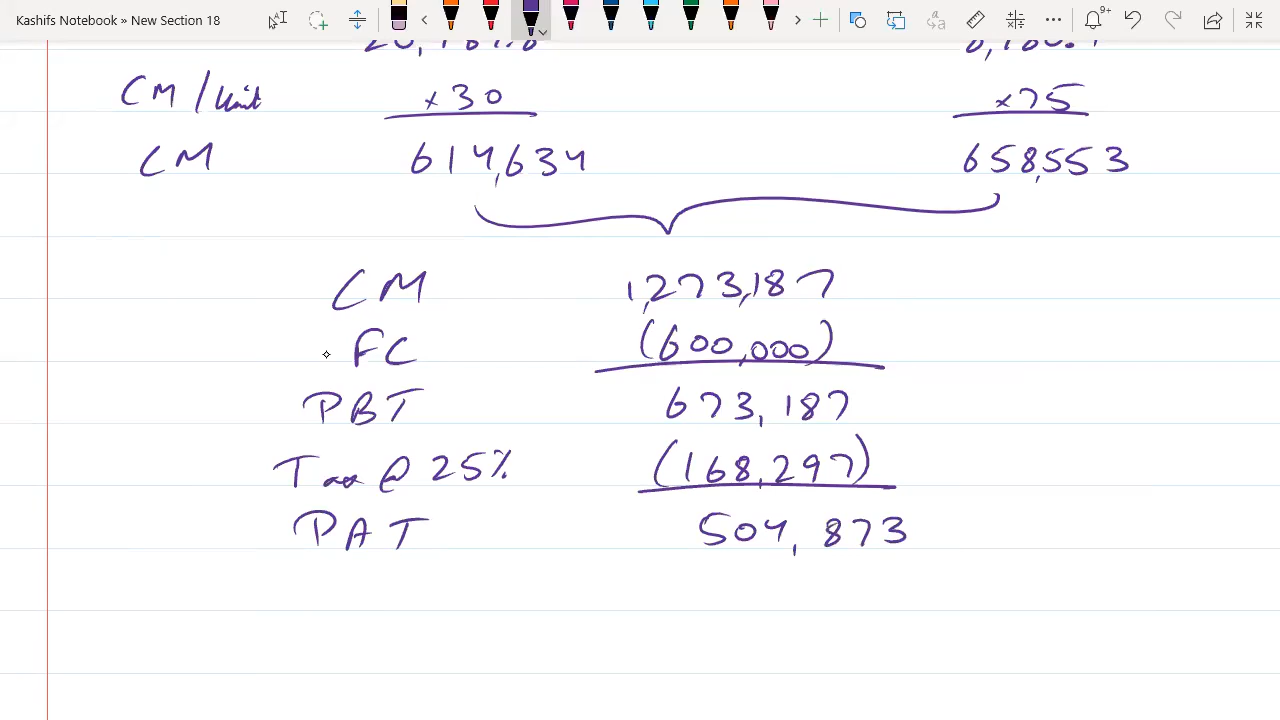 Kashifs Notebook » New Section 18
9+
CM/Unit ×30 ×75
CM 614,634 658,553
CM 1,273,187
FC (600,000)
PBT 673,187
Tax @ 25% (168,297)
PAT 504,873